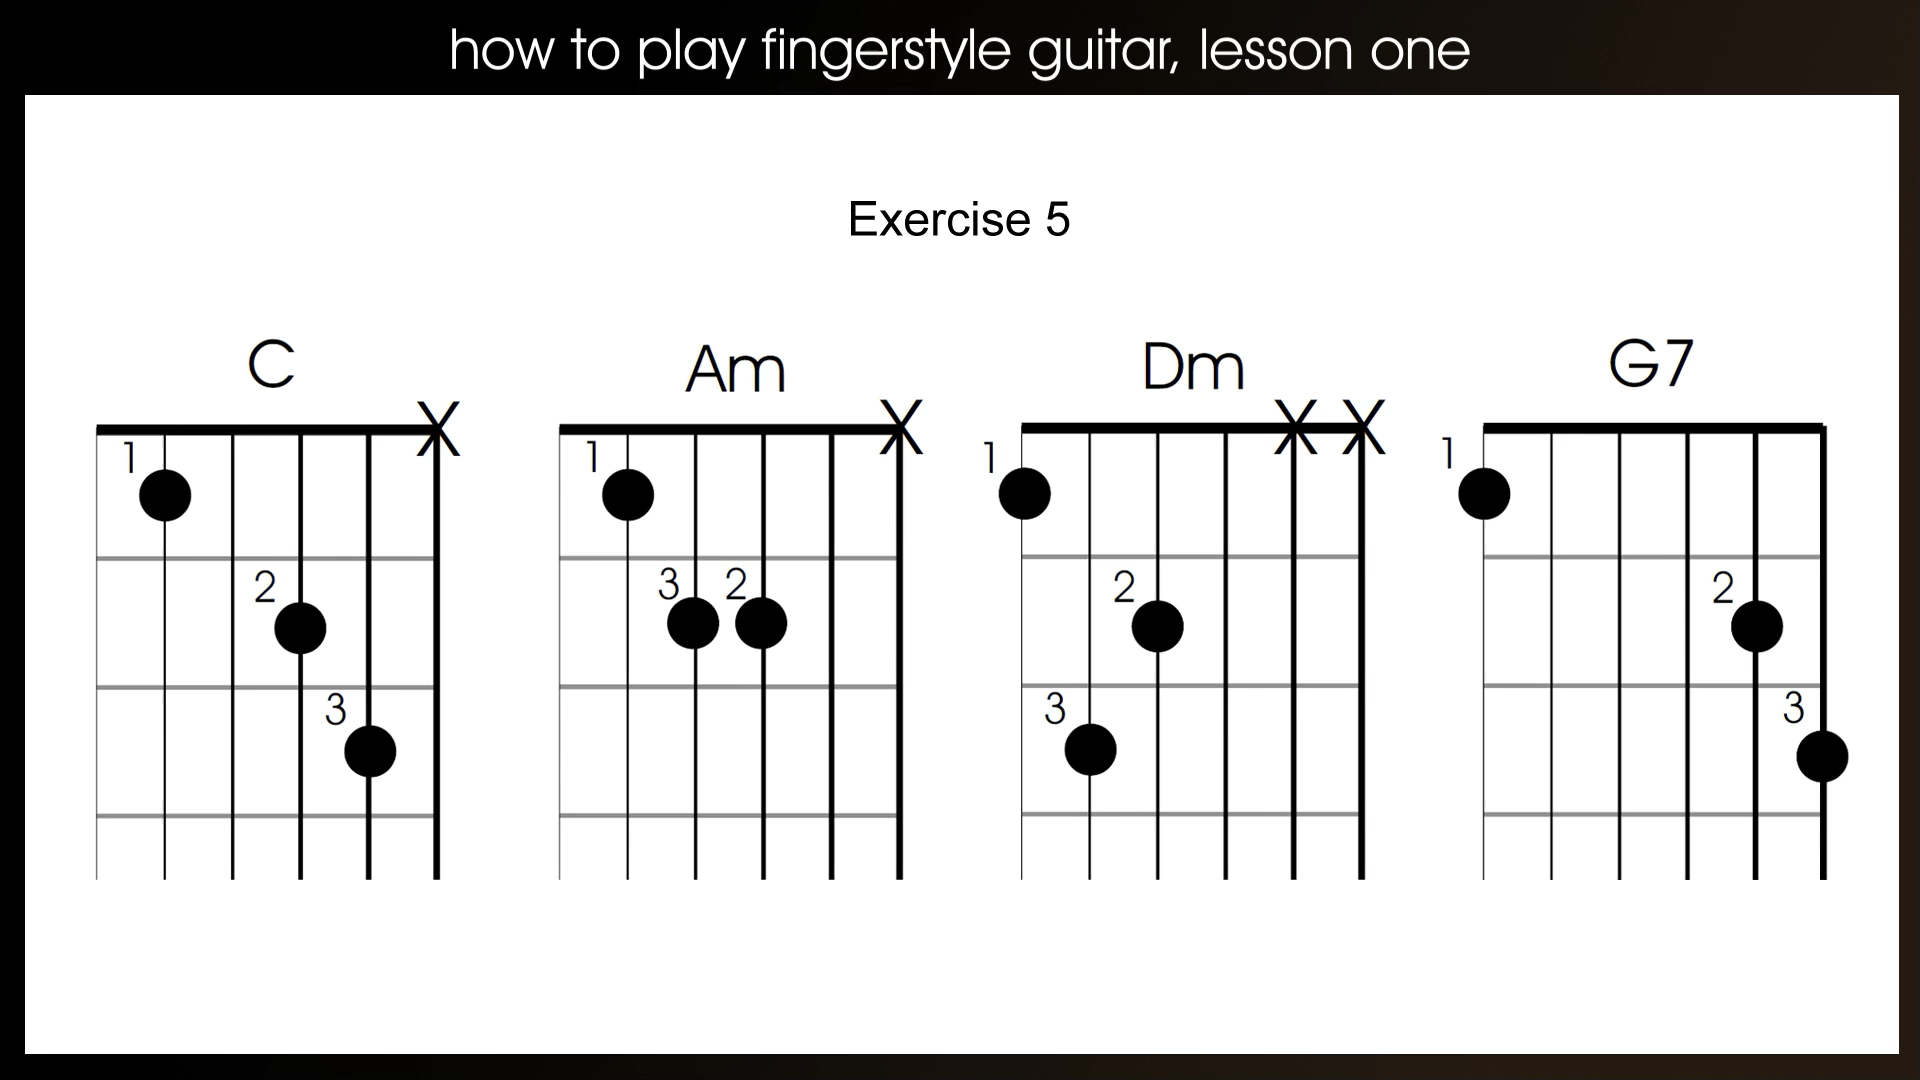 how to play fingerstyle guitar, lesson one
Exercise 5
C Am Dm G7
X X X X
1 1 1 1
2 3 2 2 2
3 3 3